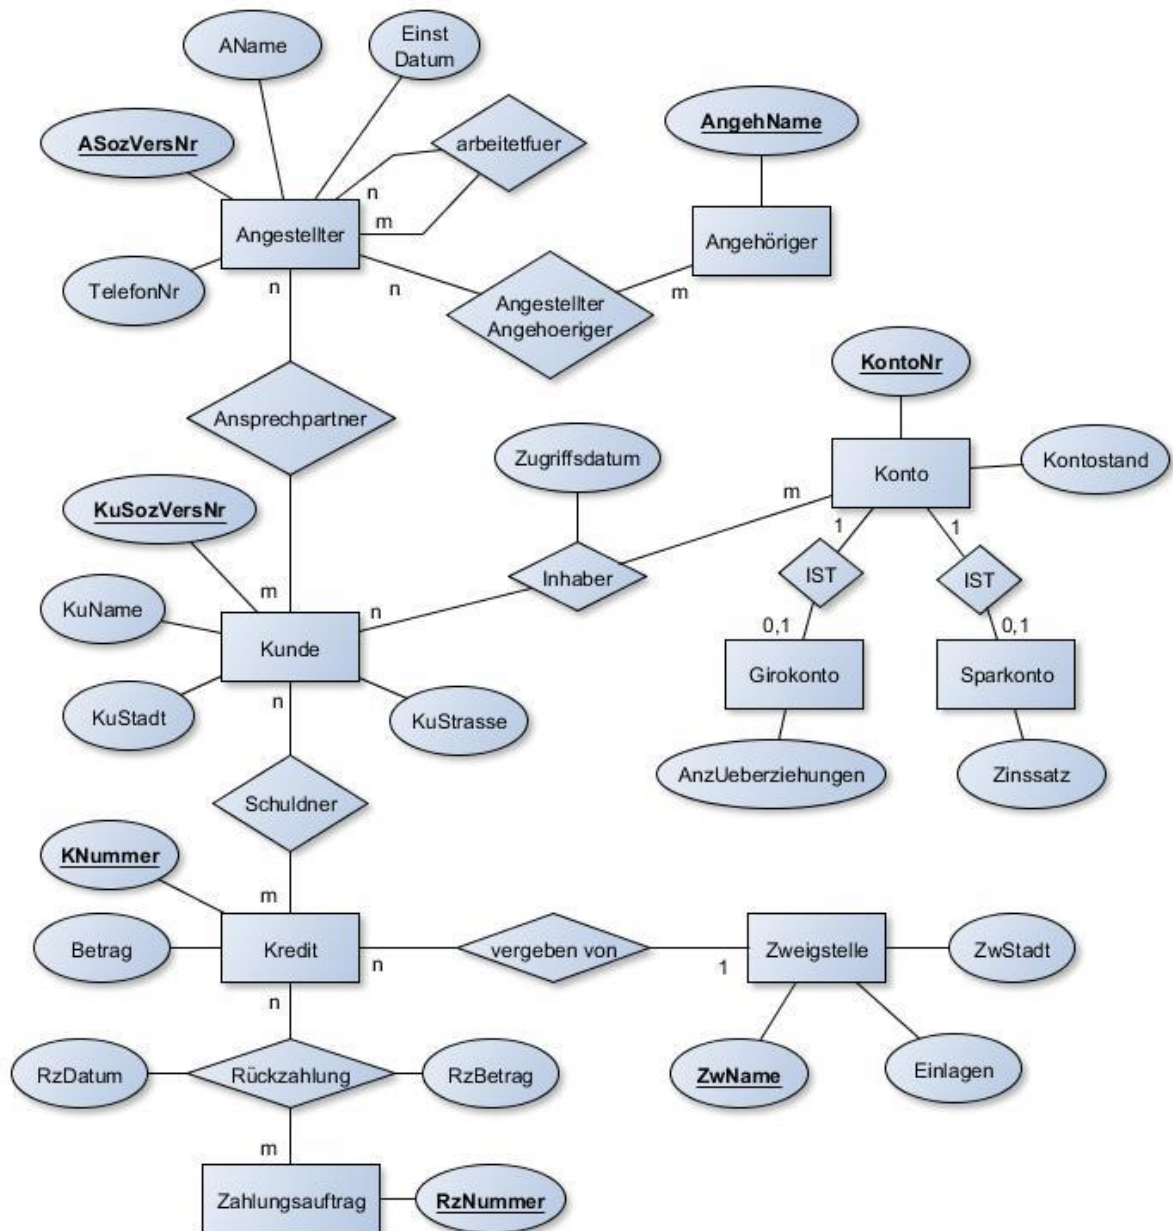 AName
Einst
Datum
ASozVersNr
arbeitetfuer
AngehName
n
m
Angestellter
Angehöriger
TelefonNr
n
n
Angestellter
Angehoeriger
m
KontoNr
Ansprechpartner
Zugriffsdatum
Konto
Kontostand
KuSozVersNr
m
1
1
Inhaber
IST
IST
m
n
KuName
Kunde
0,1
0,1
Girokonto
Sparkonto
KuStadt
n
KuStrasse
AnzUeberziehungen
Zinssatz
Schuldner
KNummer
m
Betrag
Kredit
n
vergeben von
1
Zweigstelle
ZwStadt
n
RzDatum
Rückzahlung
RzBetrag
ZwName
Einlagen
m
Zahlungsauftrag
RzNummer